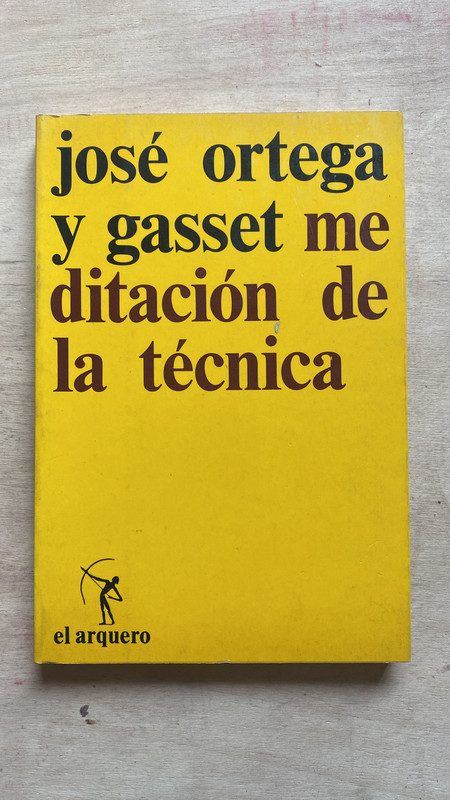 josé ortega
y gasset me
ditación de
la técnica
el arquero